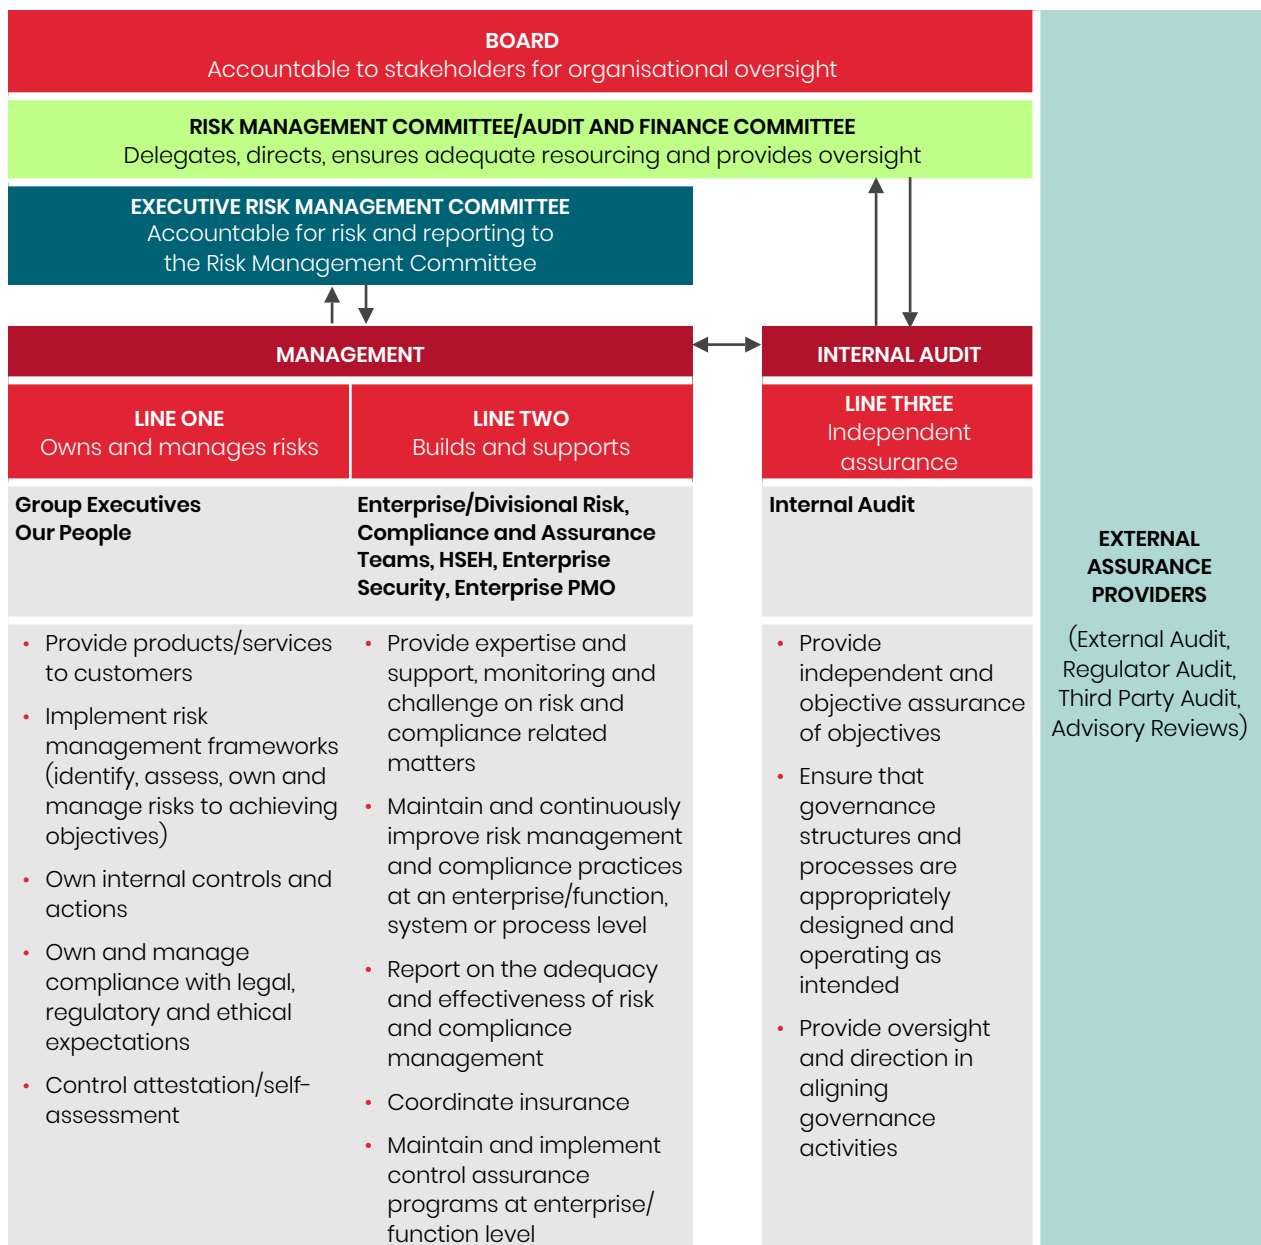 BOARD
Accountable to stakeholders for organisational oversight
RISK MANAGEMENT COMMITTEE/AUDIT AND FINANCE COMMITTEE
Delegates, directs, ensures adequate resourcing and provides oversight
EXECUTIVE RISK MANAGEMENT COMMITTEE
Accountable for risk and reporting to
the Risk Management Committee
MANAGEMENT
INTERNAL AUDIT
LINE ONE
Owns and manages risks
LINE TWO
Builds and supports
LINE THREE
Independent
assurance
Group Executives
Our People
Enterprise/Divisional Risk,
Compliance and Assurance
Teams, HSEH, Enterprise
Security, Enterprise PMO
Internal Audit
• Provide products/services
to customers
• Implement risk
management frameworks
(identify, assess, own and
manage risks to achieving
objectives)
• Own internal controls and
actions
• Own and manage
compliance with legal,
regulatory and ethical
expectations
• Control attestation/self-
assessment
• Provide expertise and
support, monitoring and
challenge on risk and
compliance related
matters
• Maintain and continuously
improve risk management
and compliance practices
at an enterprise/function,
system or process level
• Report on the adequacy
and effectiveness of risk
and compliance
management
• Coordinate insurance
• Maintain and implement
control assurance
programs at enterprise/
function level
• Provide
independent and
objective assurance
of objectives
• Ensure that
governance
structures and
processes are
appropriately
designed and
operating as
intended
• Provide oversight
and direction in
aligning
governance
activities
EXTERNAL
ASSURANCE
PROVIDERS
(External Audit,
Regulator Audit,
Third Party Audit,
Advisory Reviews)